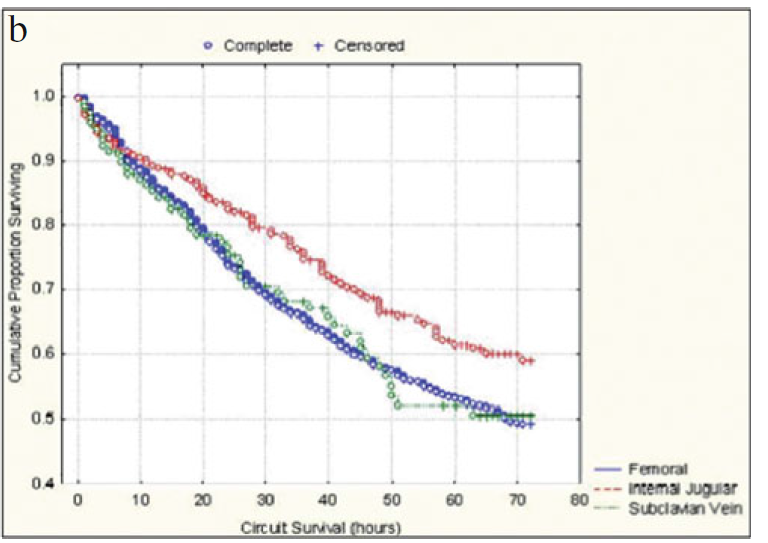 b
Complete Censored
1.0
0.9
0.8
0.7
0.6
0.5
0.4
Cumulative Proportion Surviving
0 10 20 30 40 50 60 70 80
Circuit Survival (hours)
Femoral
Internal Jugular
Subclavian Vein